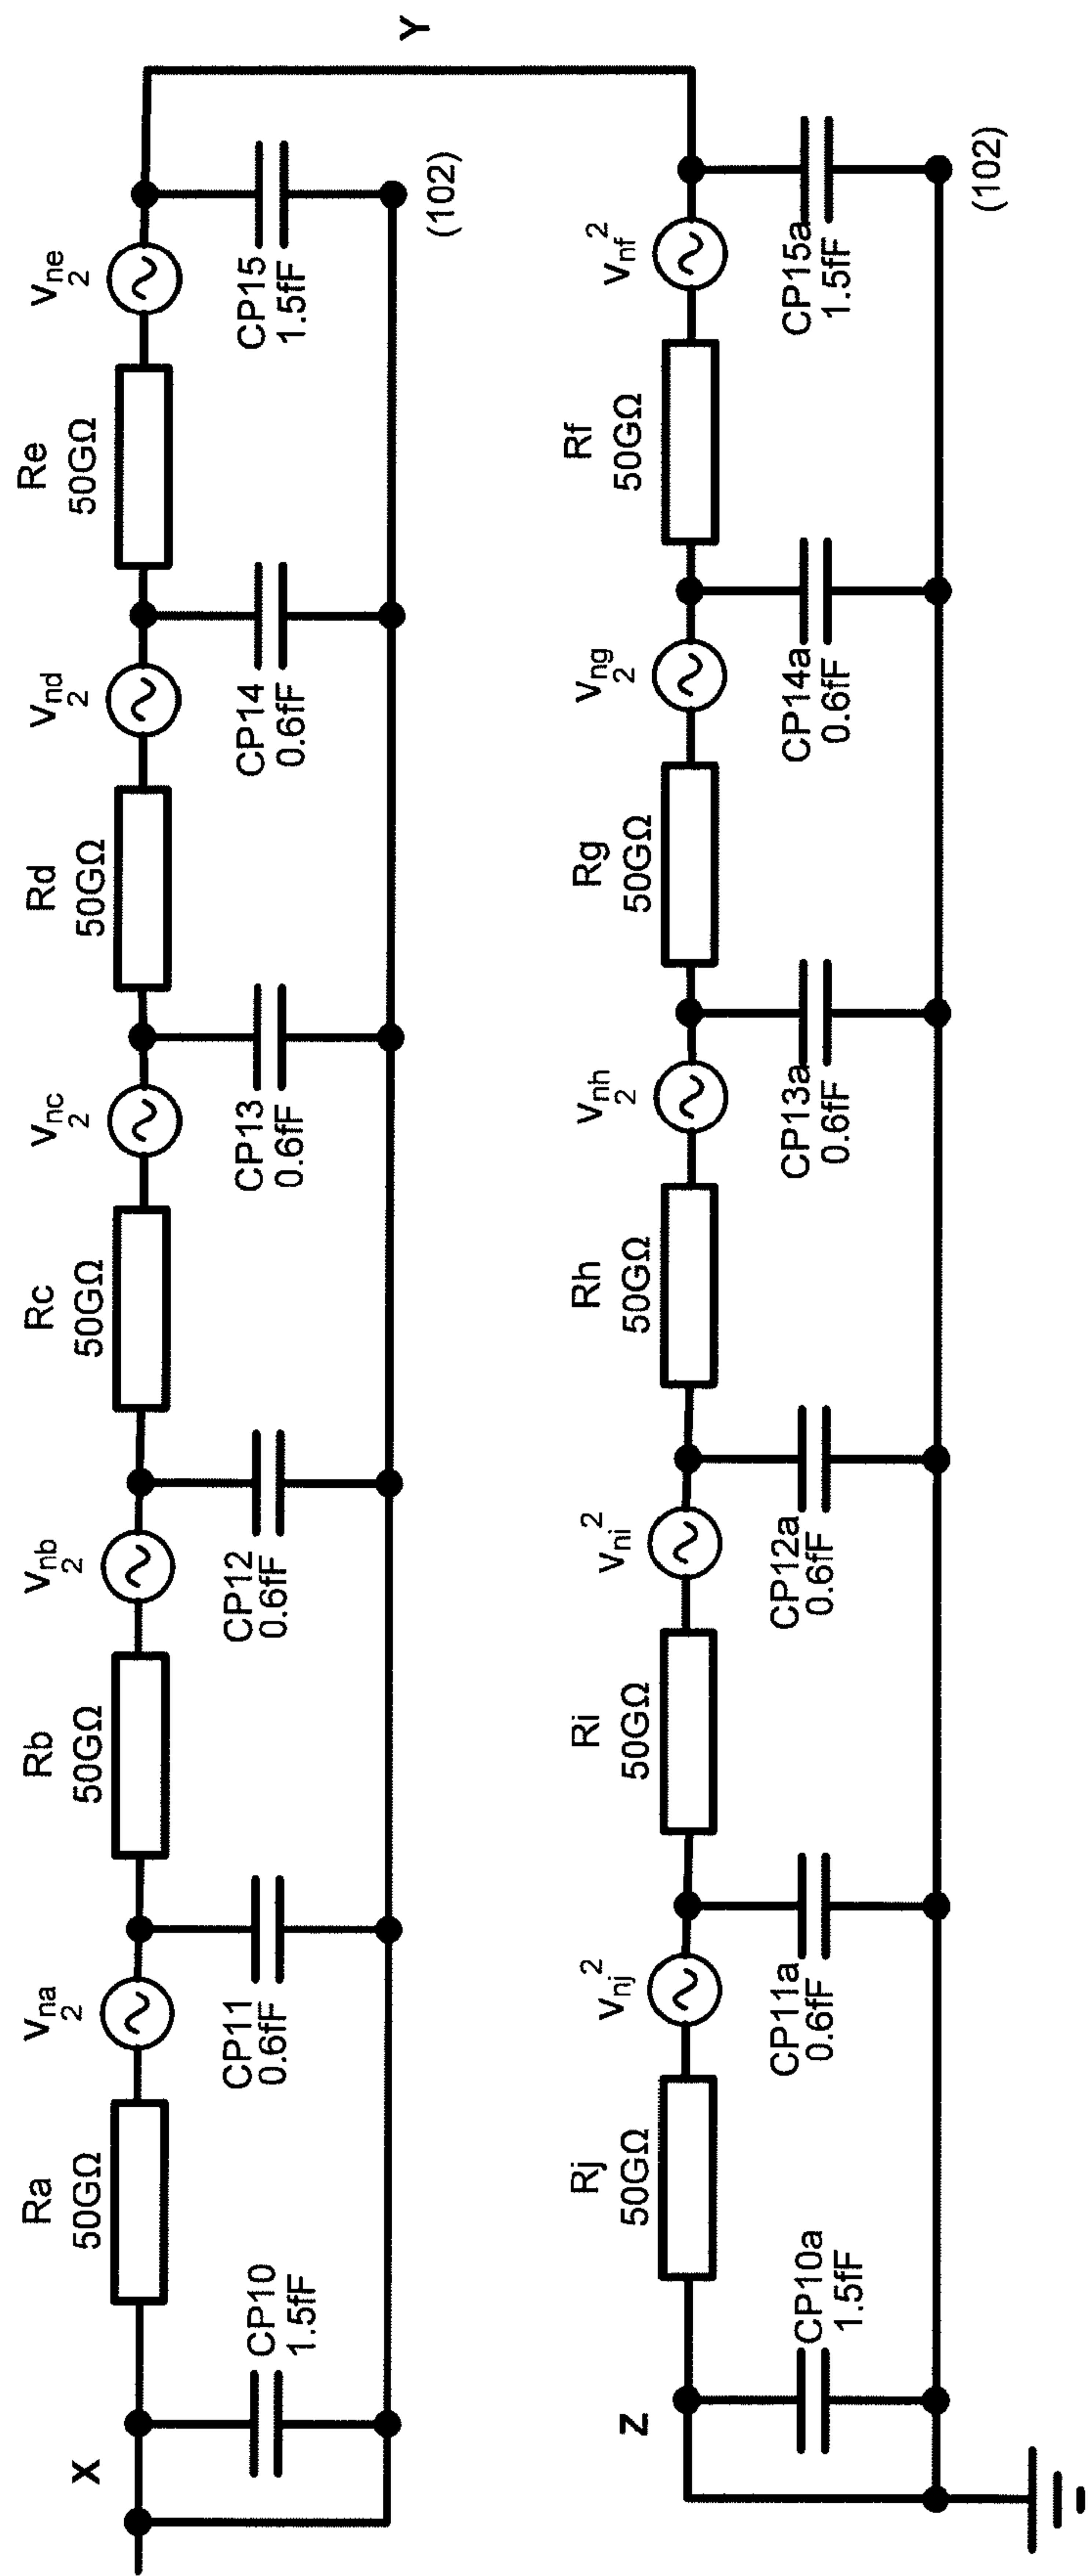 X
Ra
50GΩ
Vna 2
CP10
1.5fF
CP11
0.6fF
Rb
50GΩ
Vnb 2
CP12
0.6fF
Rc
50GΩ
Vnc 2
CP13
0.6fF
Rd
50GΩ
Vnd 2
CP14
0.6fF
Re
50GΩ
Vne 2
CP15
1.5fF
(102)
Y
Z
Rj
50GΩ
Vnj 2
CP10a
1.5fF
CP11a
0.6fF
Ri
50GΩ
Vni 2
CP12a
0.6fF
Rh
50GΩ
Vnh 2
CP13a
0.6fF
Rg
50GΩ
Vng 2
CP14a
0.6fF
Rf
50GΩ
Vnf 2
CP15a
1.5fF
(102)